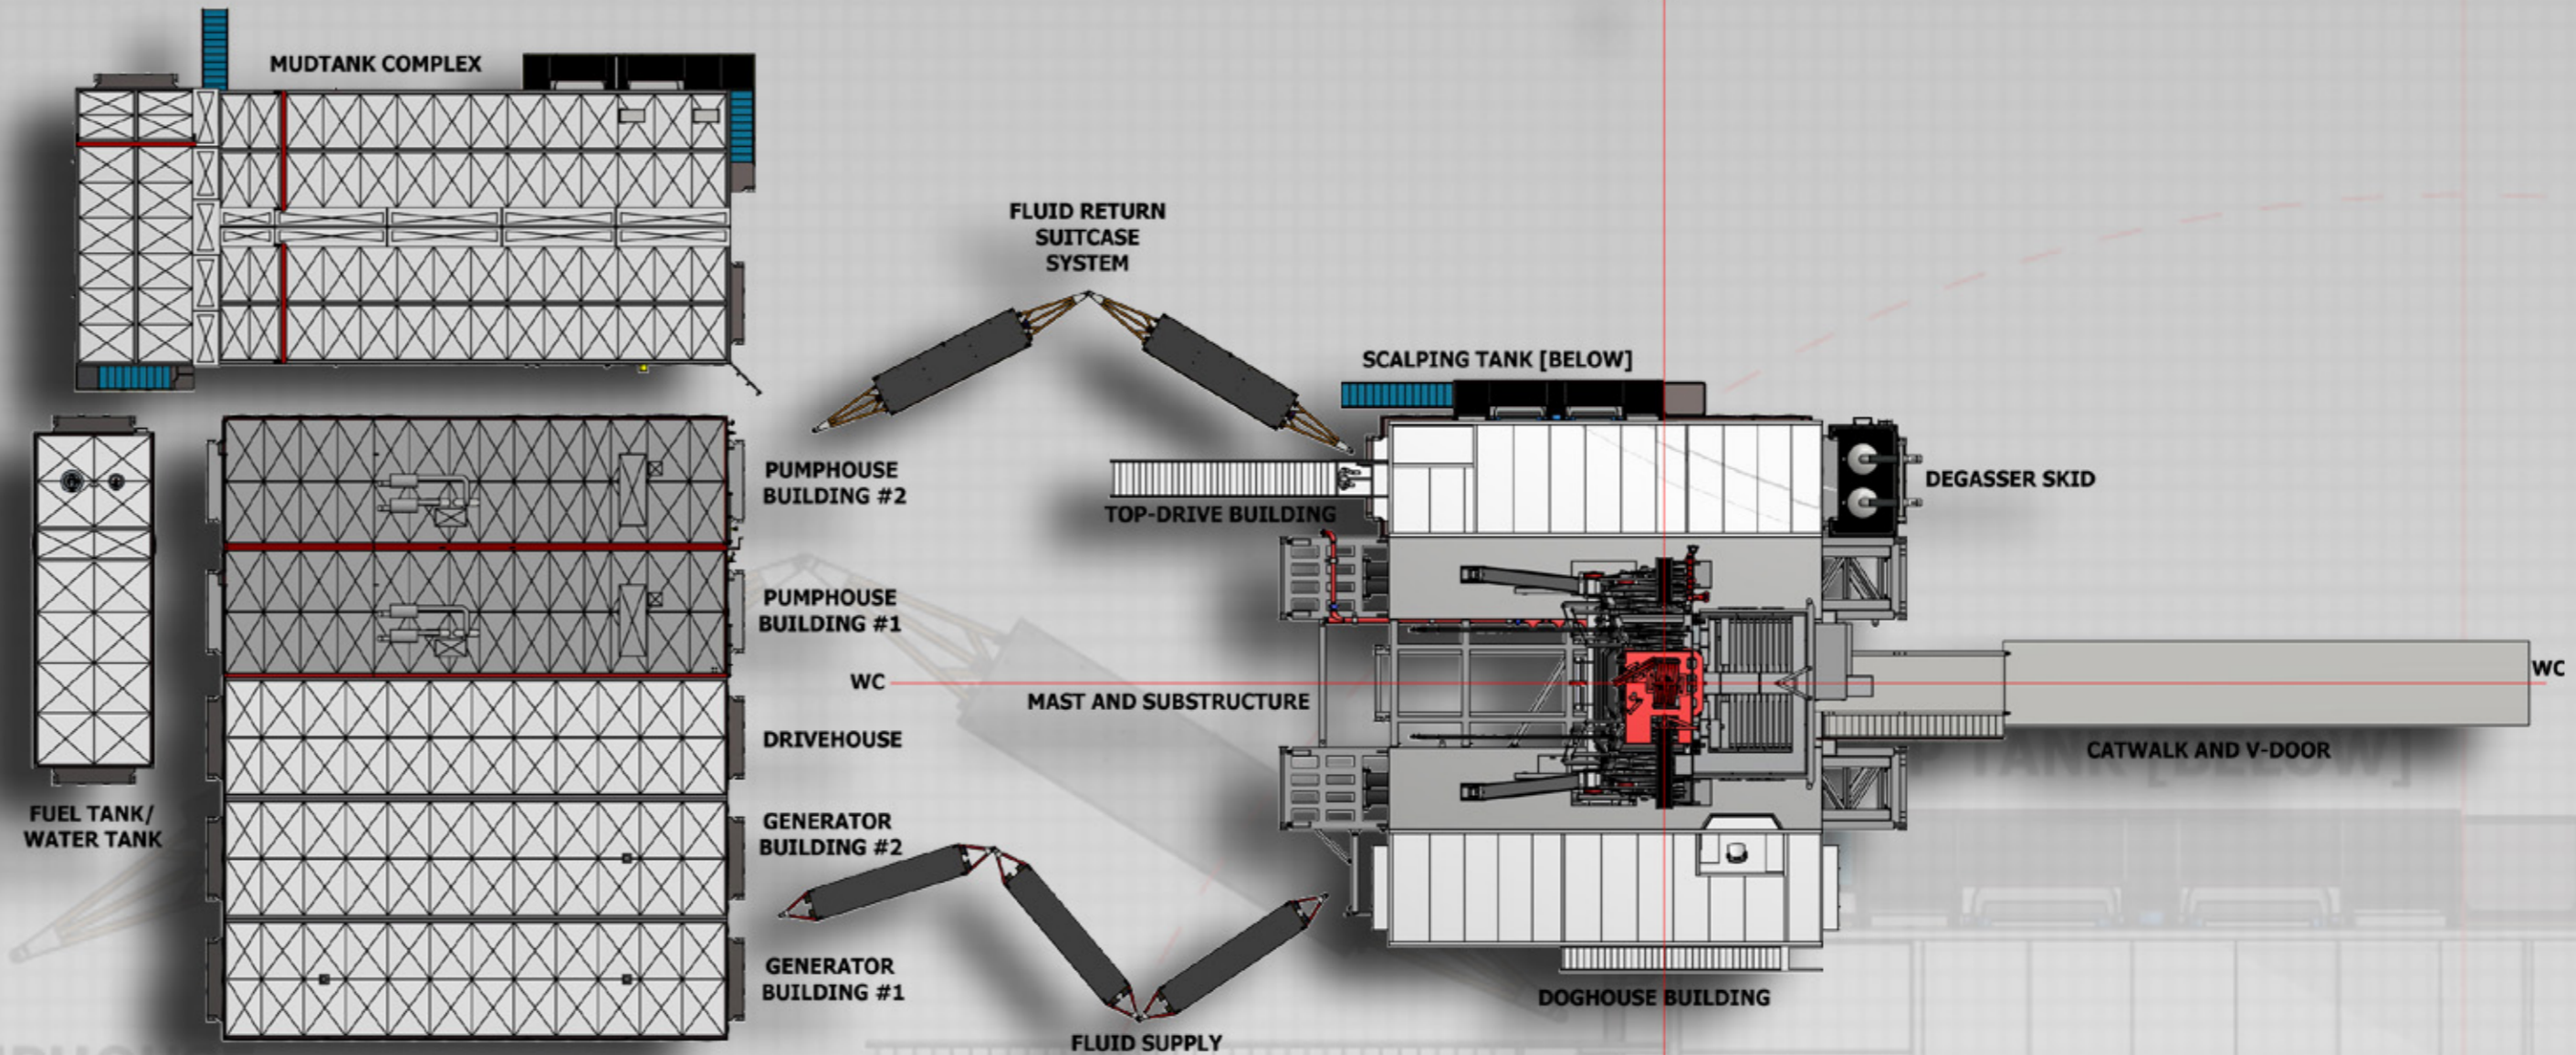 MUDTANK COMPLEX
FLUID RETURN
SUITCASE
SYSTEM
SCALPING TANK [BELOW]
PUMPHOUSE
BUILDING #2
TOP-DRIVE BUILDING
DEGASSER SKID
PUMPHOUSE
BUILDING #1
WC
WC
MAST AND SUBSTRUCTURE
DRIVEHOUSE
CATWALK AND V-DOOR
TANK [BELOW]
FUEL TANK/
WATER TANK
GENERATOR
BUILDING #2
GENERATOR
BUILDING #1
DOGHOUSE BUILDING
FLUID SUPPLY